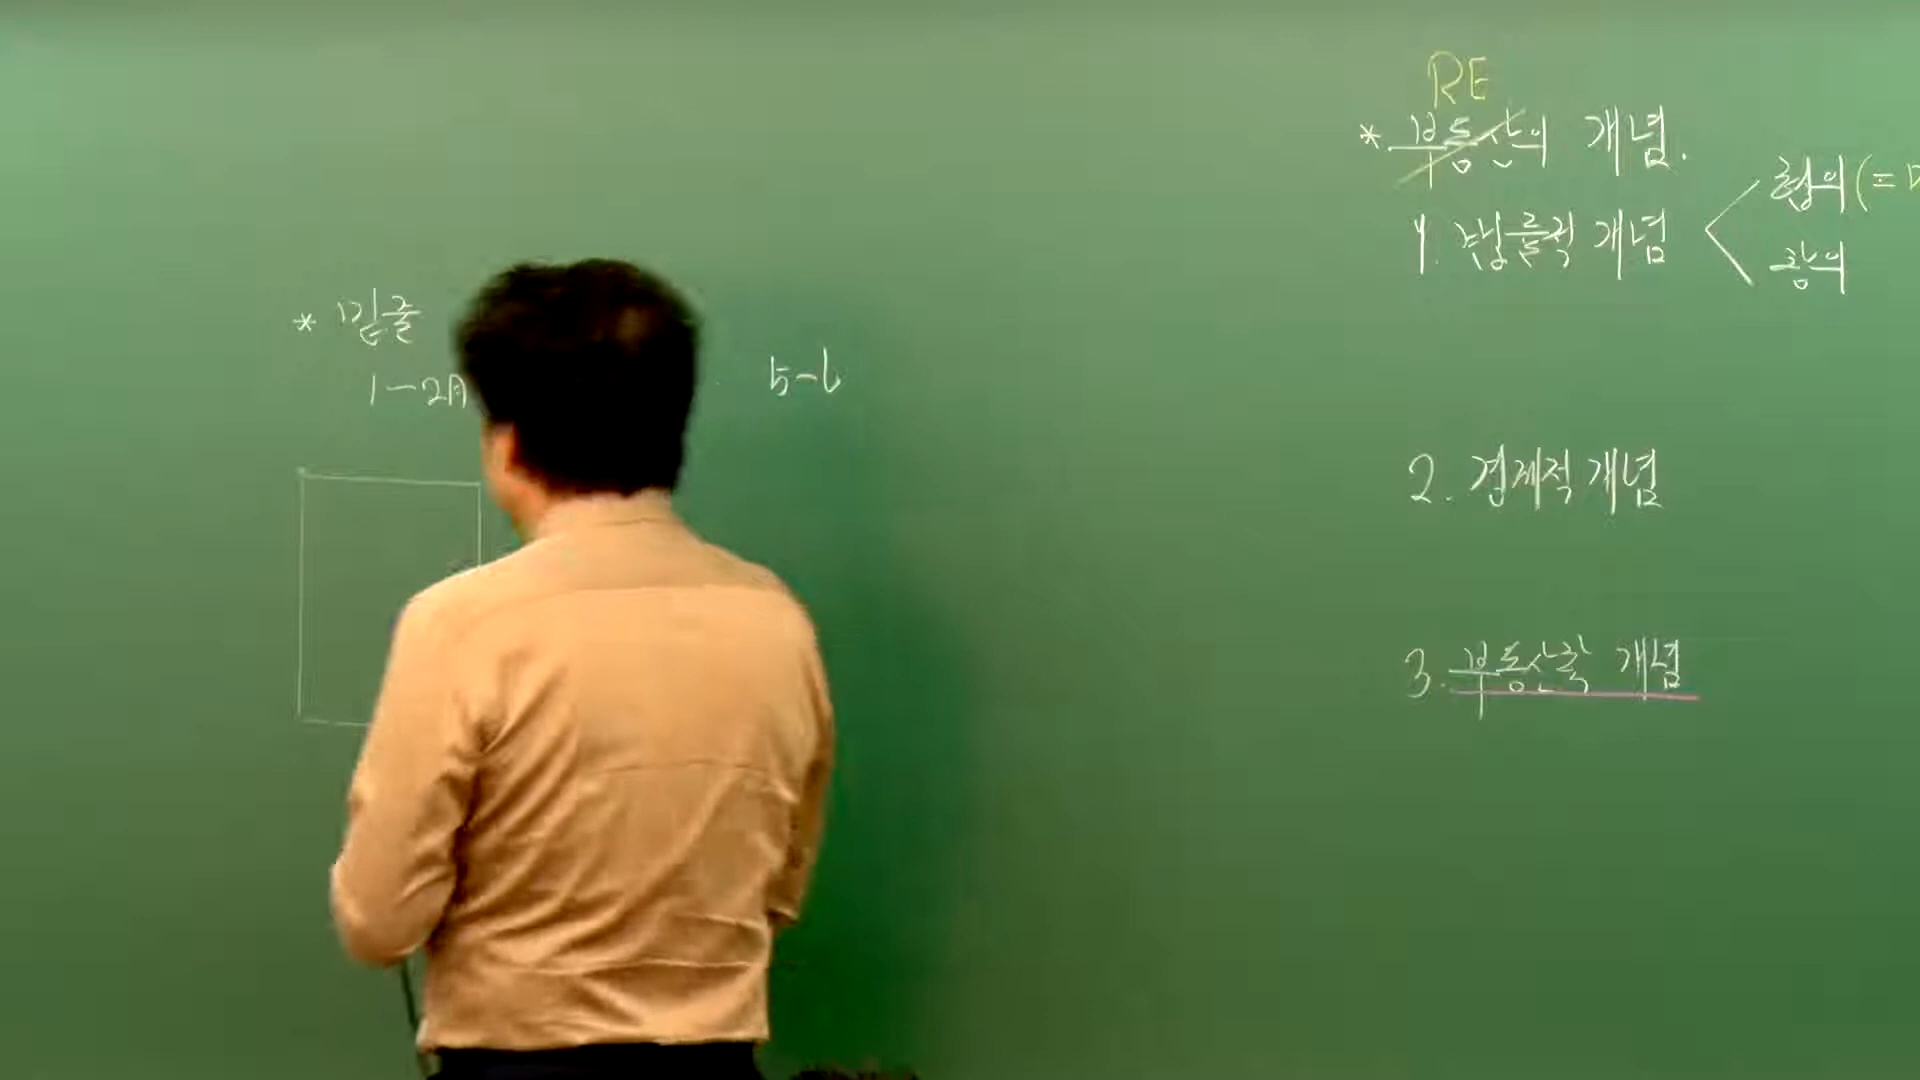 * 밑줄
1-2月
5-6
RE
* 부동산의 개념.
1. 법률적 개념
협의 (=
광의
2. 경제적 개념
3. 부동산학 개념